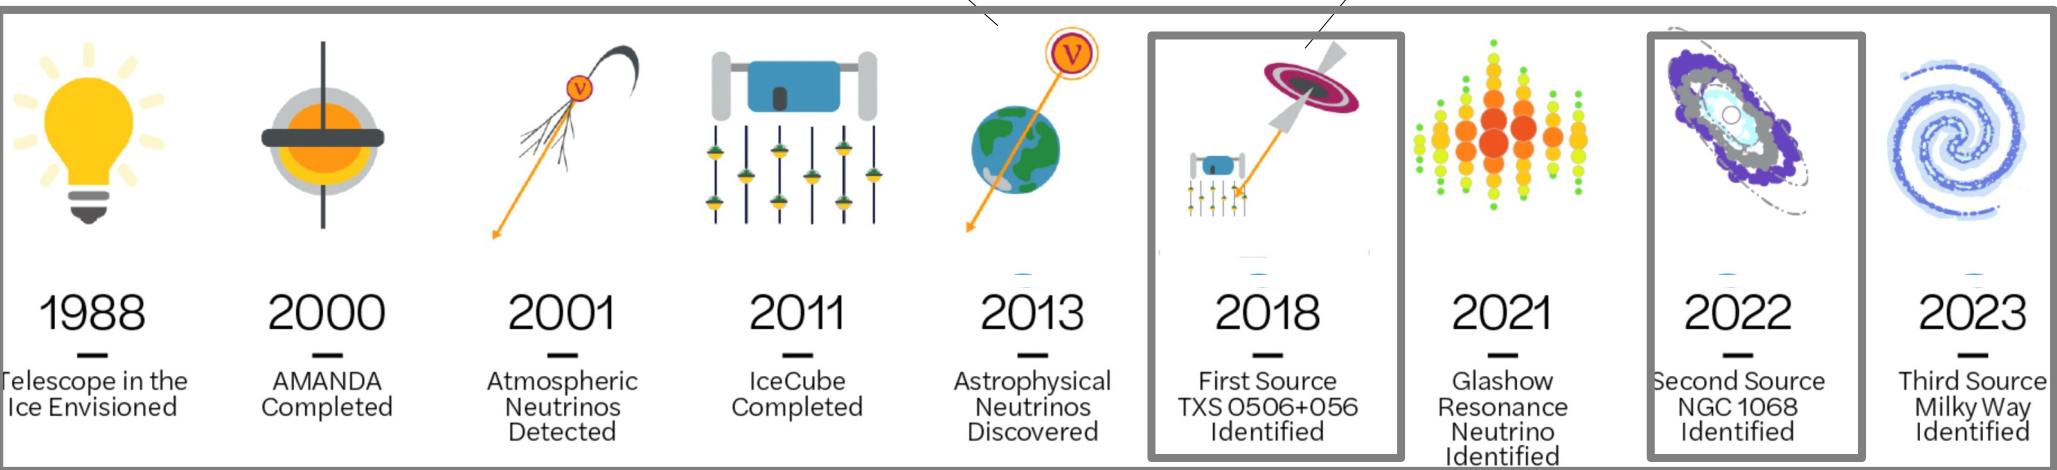 ν
ν
1988
2000
2001
2011
2013
2018
2021
2022
2023
Telescope in the
Ice Envisioned
AMANDA
Completed
Atmospheric
Neutrinos
Detected
IceCube
Completed
Astrophysical
Neutrinos
Discovered
First Source
TXS 0506+056
Identified
Glashow
Resonance
Neutrino
Identified
Second Source
NGC 1068
Identified
Third Source
Milky Way
Identified